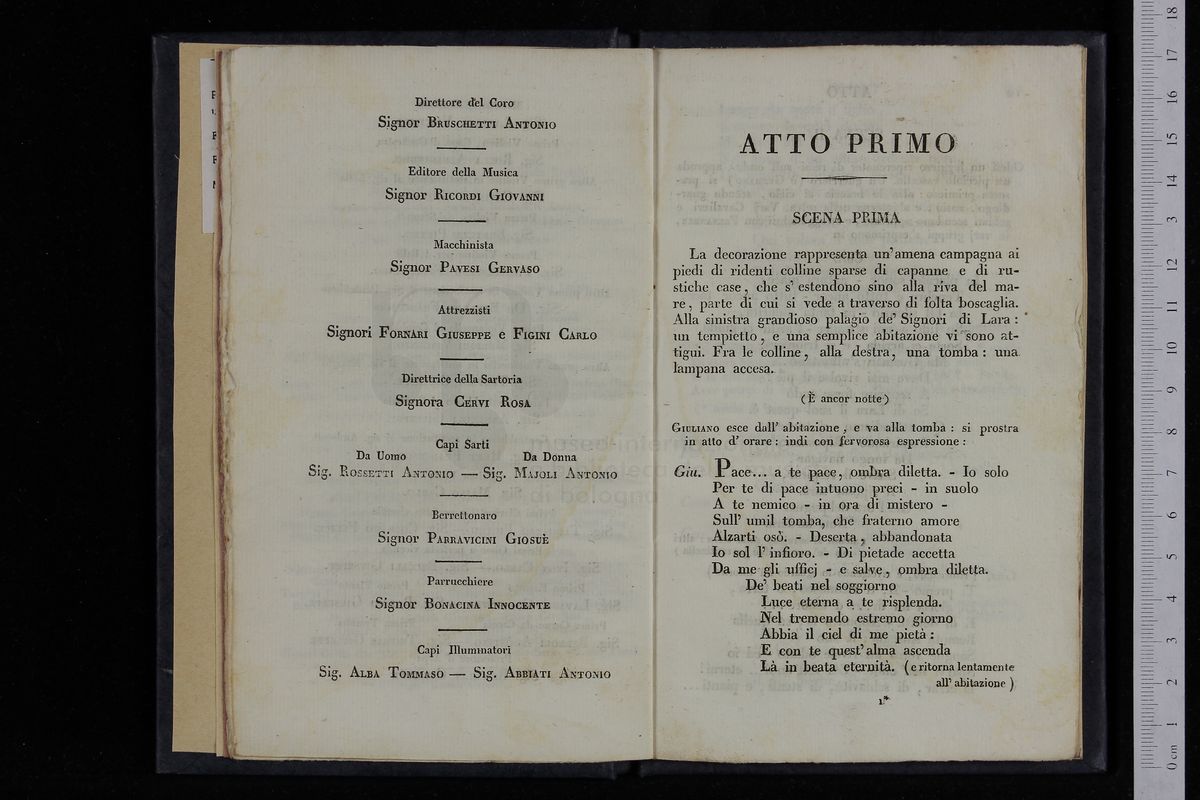 Direttore del Coro
Signor Bruschetti Antonio
Editore della Musica
Signor Ricordi Giovanni
Macchinista
Signor Pavesi Gervaso
Attrezzisti
Signori Fornari Giuseppe e Figini Carlo
Direttrice della Sartoria
Signora Cervi Rosa
Capi Sarti
Da Uomo Da Donna
Sig. Rossetti Antonio — Sig. Majoli Antonio
Berrettonaro
Signor Parravicini Giosuè
Parrucchiere
Signor Bonacina Innocente
Capi Illuminatori
Sig. Alba Tommaso — Sig. Abbiati Antonio
ATTO PRIMO
SCENA PRIMA
La decorazione rappresenta un' amena campagna ai
piedi di ridenti colline sparse di capanne e di ru-
stiche case, che s' estendono sino alla riva del ma-
re, parte di cui si vede a traverso di folta boscaglia.
Alla sinistra grandioso palagio de' Signori di Lara :
un tempietto, e una semplice abitazione vi sono at-
tigui. Fra le colline, alla destra, una tomba : una
lampana accesa.
(È ancor notte)
Giuliano esce dall' abitazione, e va alla tomba : si prostra
in atto d' orare : indi con fervorosa espressione :
Giu. Pace... a te pace, ombra diletta. - Io solo
Per te di pace intuono preci - in suolo
A te nemico - in ora di mistero -
Sull' umil tomba, che fraterno amore
Alzarti osò. - Deserta, abbandonata
Io sol l' infioro. - Di pietade accetta
Da me gli ufficj - e salve, ombra diletta.
De' beati nel soggiorno
Luce eterna a te risplenda.
Nel tremendo estremo giorno
Abbia il ciel di me pietà :
E con te quest' alma ascenda
Là in beata eternità. (e ritorna lentamente
all' abitazione)
1*